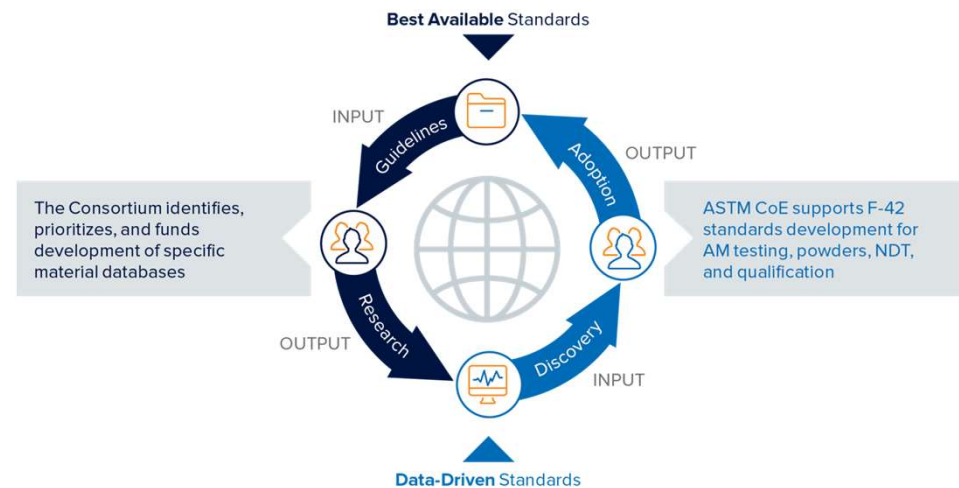 Best Available Standards
INPUT
Guidelines
Adoption
OUTPUT
The Consortium identifies,
prioritizes, and funds
development of specific
material databases
ASTM CoE supports F-42
standards development for
AM testing, powders, NDT,
and qualification
Research
OUTPUT
Discovery
INPUT
Data-Driven Standards